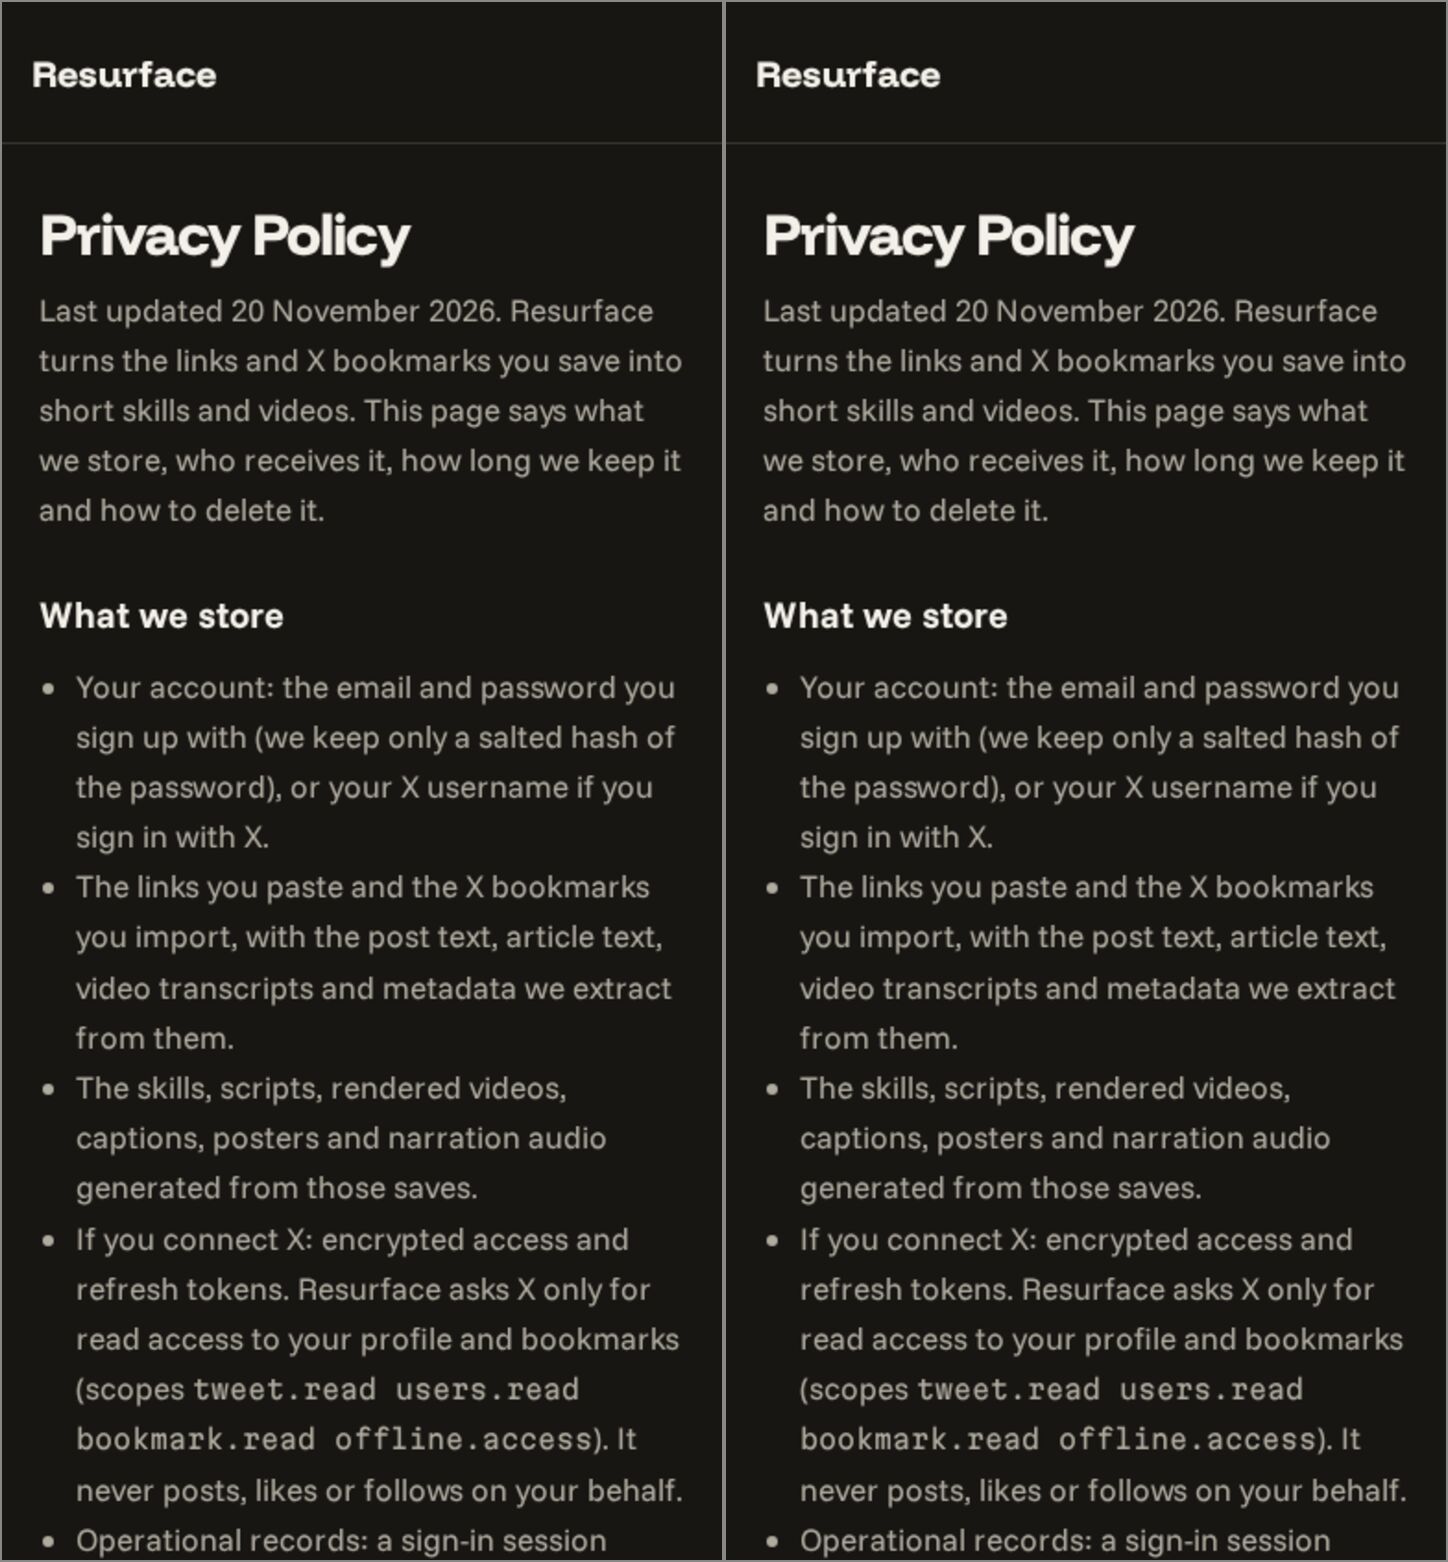 Resurface
Privacy Policy
Last updated 20 November 2026. Resurface
turns the links and X bookmarks you save into
short skills and videos. This page says what
we store, who receives it, how long we keep it
and how to delete it.
What we store
• Your account: the email and password you
sign up with (we keep only a salted hash of
the password), or your X username if you
sign in with X.
• The links you paste and the X bookmarks
you import, with the post text, article text,
video transcripts and metadata we extract
from them.
• The skills, scripts, rendered videos,
captions, posters and narration audio
generated from those saves.
• If you connect X: encrypted access and
refresh tokens. Resurface asks X only for
read access to your profile and bookmarks
(scopes tweet.read users.read
bookmark.read offline.access). It
never posts, likes or follows on your behalf.
• Operational records: a sign-in session
Resurface
Privacy Policy
Last updated 20 November 2026. Resurface
turns the links and X bookmarks you save into
short skills and videos. This page says what
we store, who receives it, how long we keep it
and how to delete it.
What we store
• Your account: the email and password you
sign up with (we keep only a salted hash of
the password), or your X username if you
sign in with X.
• The links you paste and the X bookmarks
you import, with the post text, article text,
video transcripts and metadata we extract
from them.
• The skills, scripts, rendered videos,
captions, posters and narration audio
generated from those saves.
• If you connect X: encrypted access and
refresh tokens. Resurface asks X only for
read access to your profile and bookmarks
(scopes tweet.read users.read
bookmark.read offline.access). It
never posts, likes or follows on your behalf.
• Operational records: a sign-in session